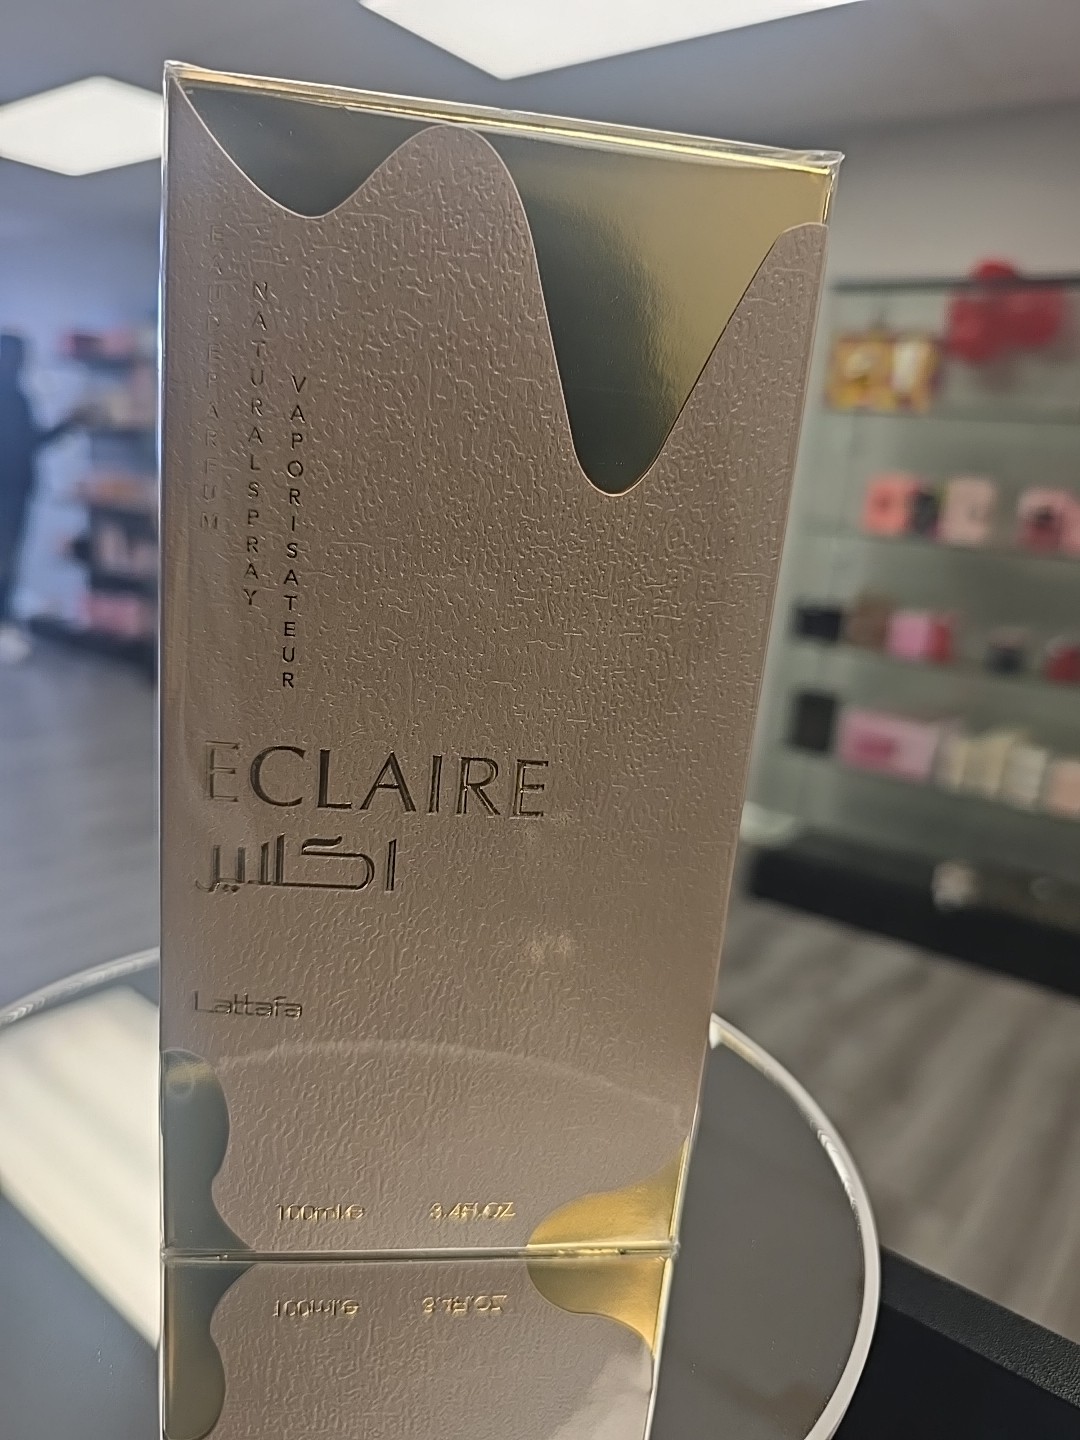 EAU DE PARFUM
NATURAL SPRAY
VAPORISATEUR
ECLAIRE
اكلير
Lattafa
100ml.e 3.4FL.OZ